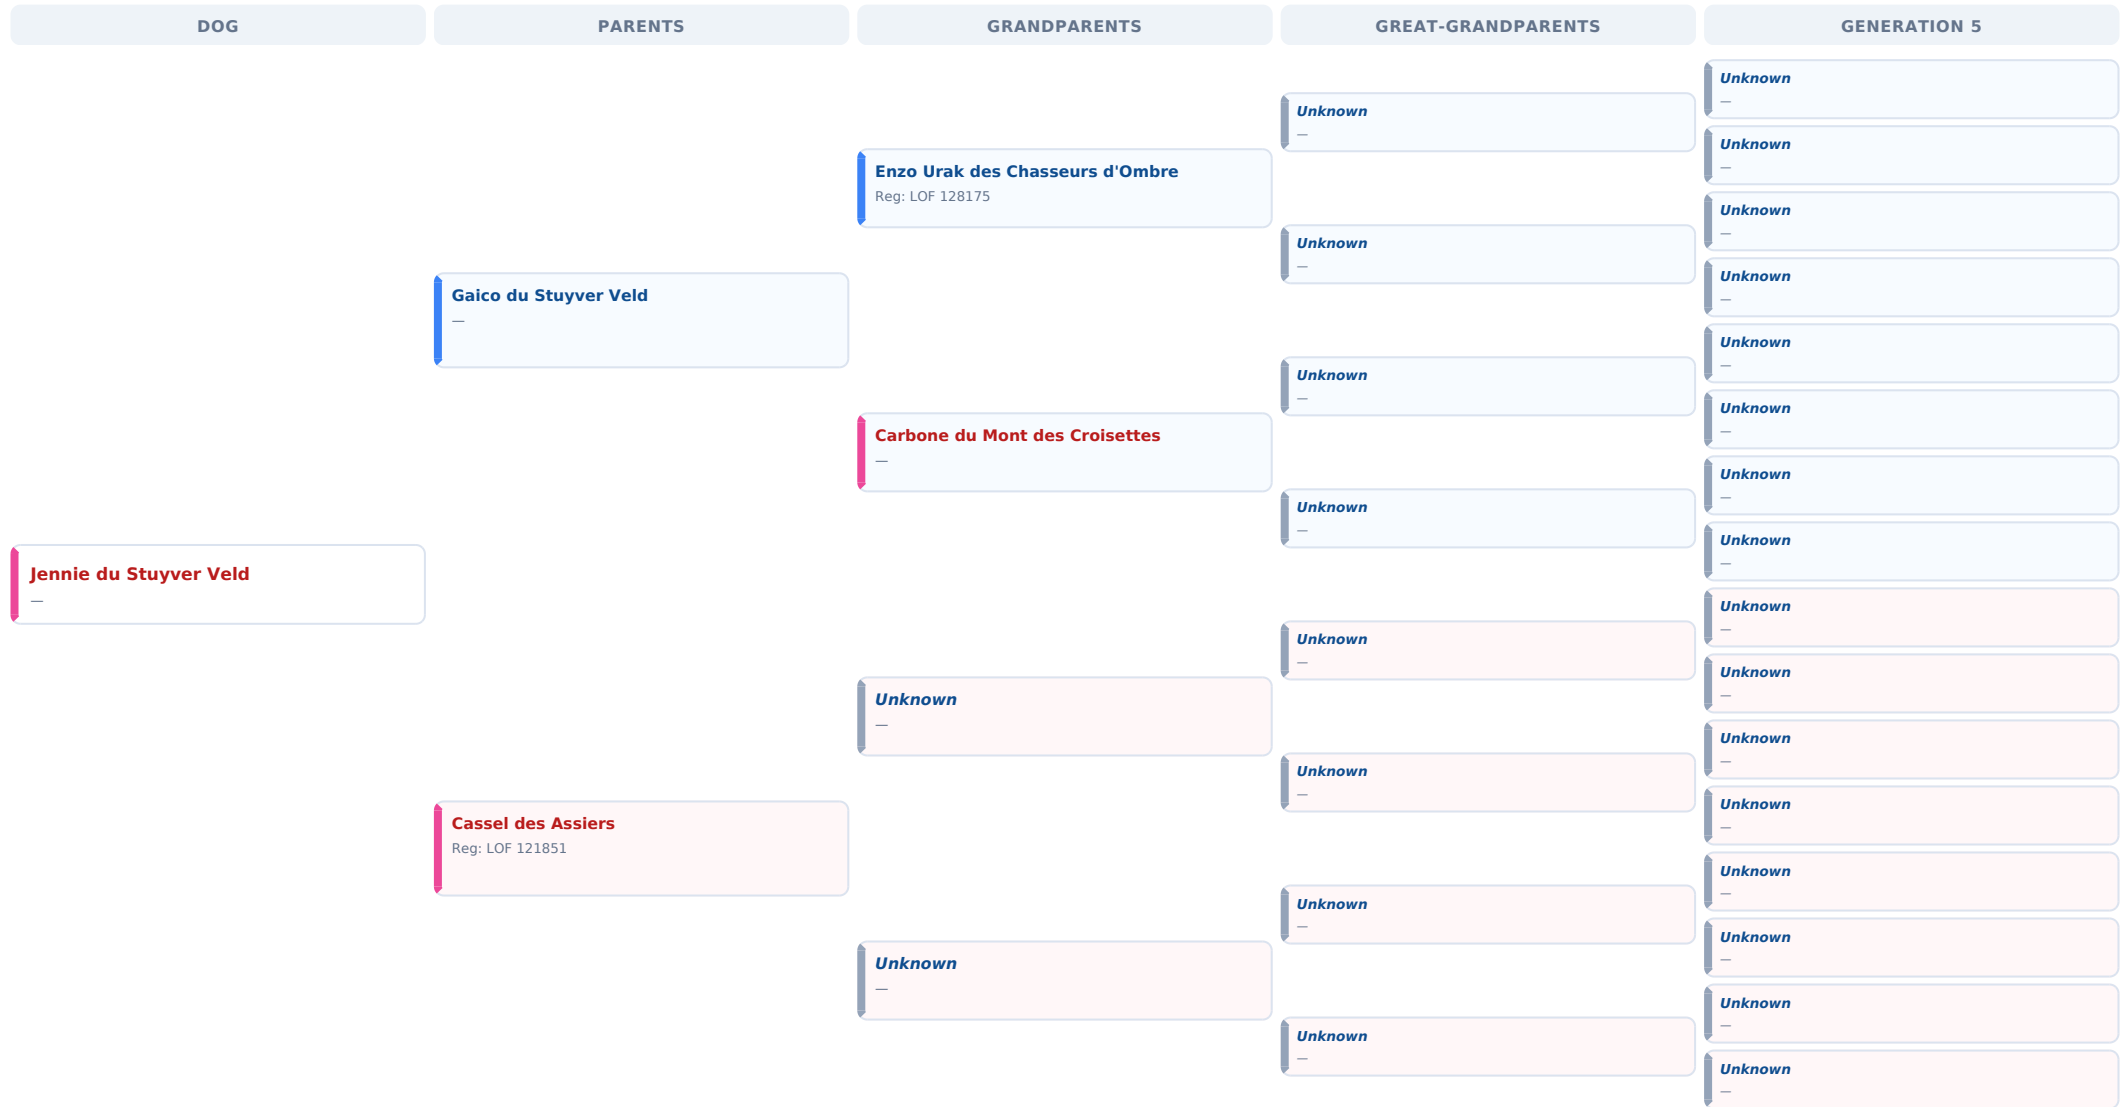 DOG
PARENTS
GRANDPARENTS
GREAT-GRANDPARENTS
GENERATION 5
Jennie du Stuyver Veld
—
Gaico du Stuyver Veld
—
Cassel des Assiers
Reg: LOF 121851
Enzo Urak des Chasseurs d'Ombre
Reg: LOF 128175
Carbone du Mont des Croisettes
—
Unknown
—
Unknown
—
Unknown
—
Unknown
—
Unknown
—
Unknown
—
Unknown
—
Unknown
—
Unknown
—
Unknown
—
Unknown
—
Unknown
—
Unknown
—
Unknown
—
Unknown
—
Unknown
—
Unknown
—
Unknown
—
Unknown
—
Unknown
—
Unknown
—
Unknown
—
Unknown
—
Unknown
—
Unknown
—
Unknown
—